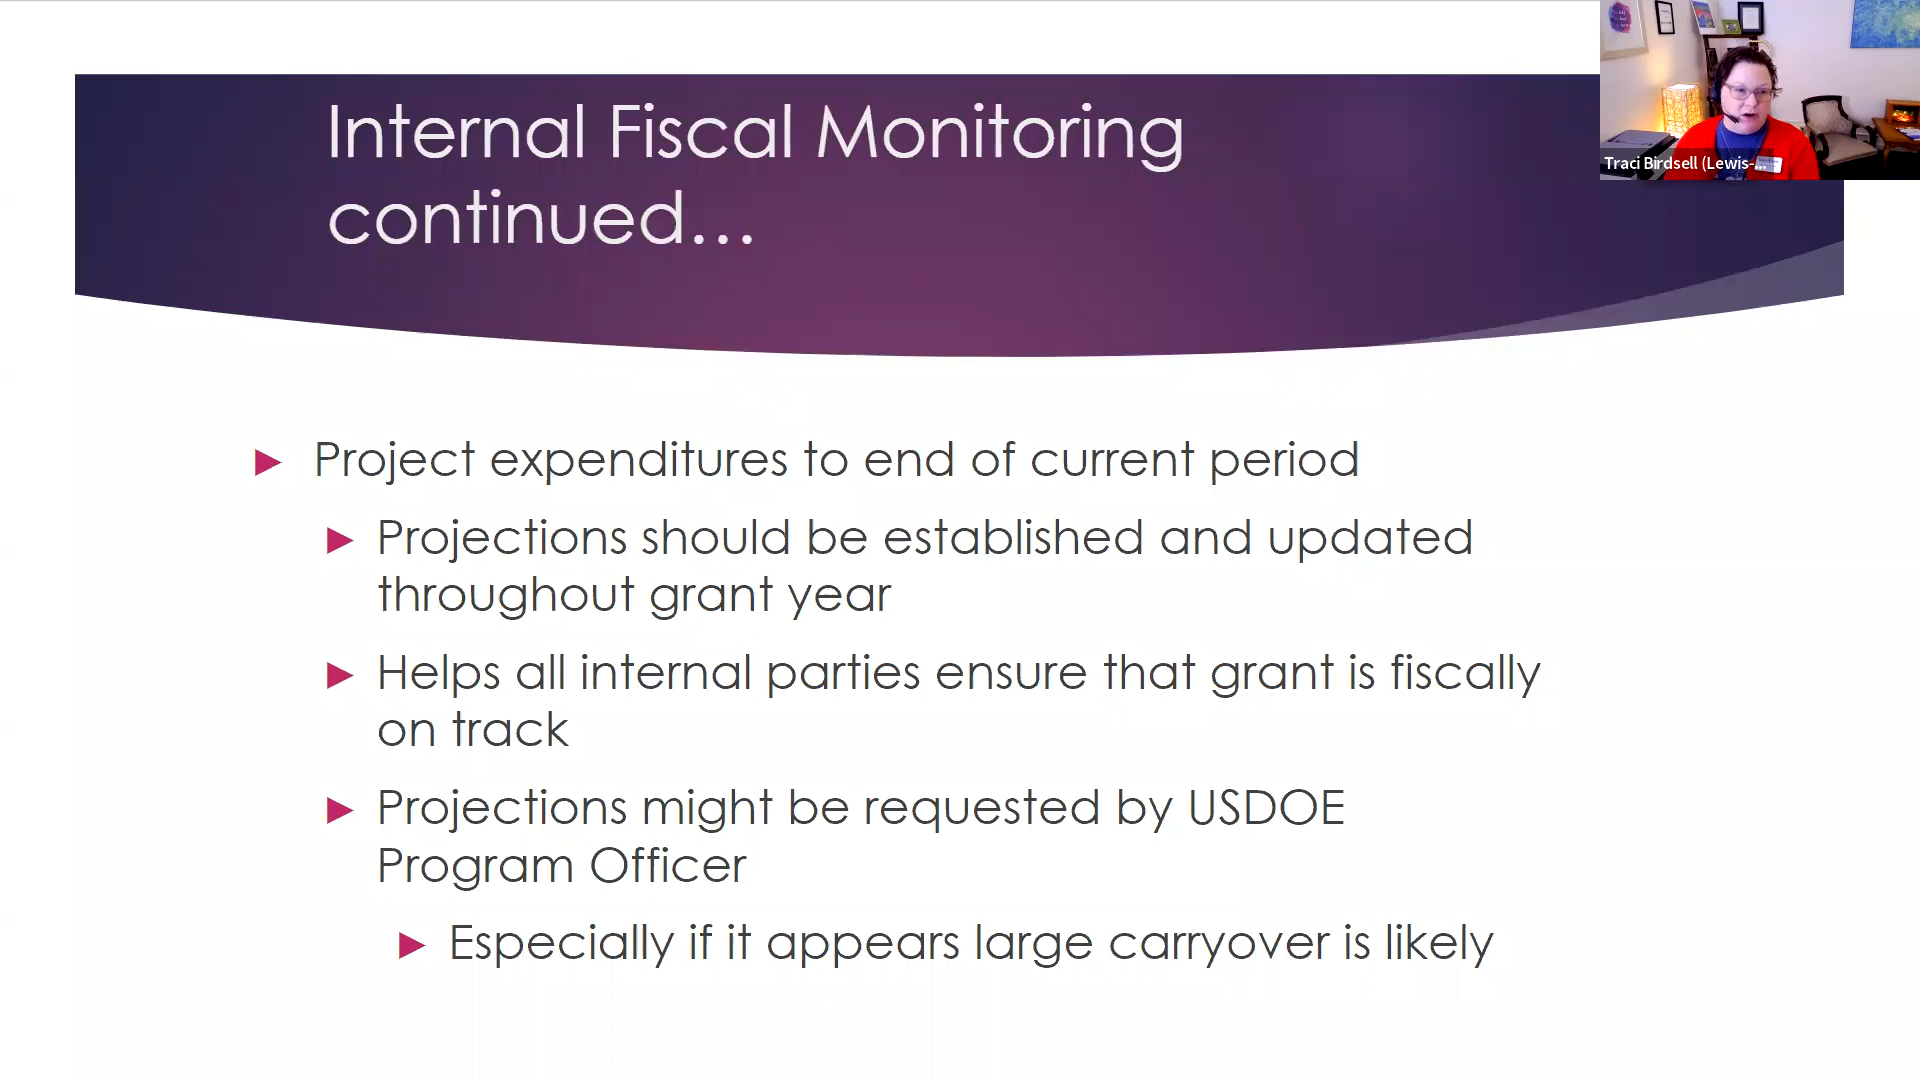 Internal Fiscal Monitoring
continued...
Traci Birdsell (Lewis-...
► Project expenditures to end of current period
► Projections should be established and updated
throughout grant year
► Helps all internal parties ensure that grant is fiscally
on track
► Projections might be requested by USDOE
Program Officer
► Especially if it appears large carryover is likely